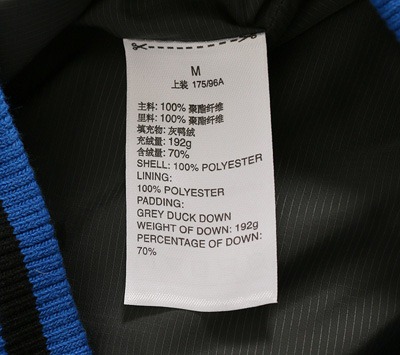 M
上装 175/96A
主料: 100% 聚酯纤维
里料: 100% 聚酯纤维
填充物: 灰鸭绒
充绒量: 192g
含绒量: 70%
SHELL: 100% POLYESTER
LINING:
100% POLYESTER
PADDING:
GREY DUCK DOWN
WEIGHT OF DOWN: 192g
PERCENTAGE OF DOWN:
70%